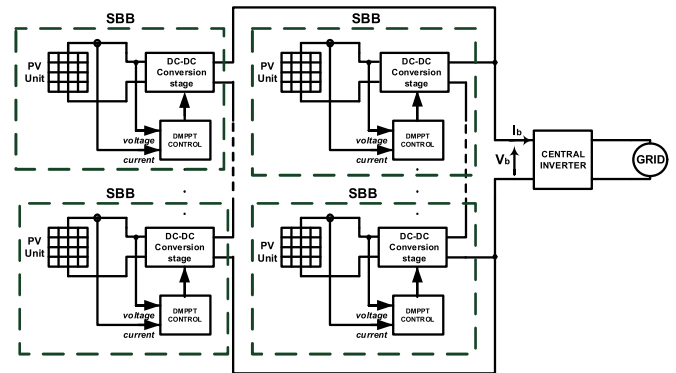 SBB
PV
Unit
DC-DC
Conversion
stage
DMPPT
CONTROL
voltage
current
SBB
PV
Unit
DC-DC
Conversion
stage
DMPPT
CONTROL
voltage
current
Ib
Vb
CENTRAL
INVERTER
GRID
SBB
PV
Unit
DC-DC
Conversion
stage
DMPPT
CONTROL
voltage
current
SBB
PV
Unit
DC-DC
Conversion
stage
DMPPT
CONTROL
voltage
current